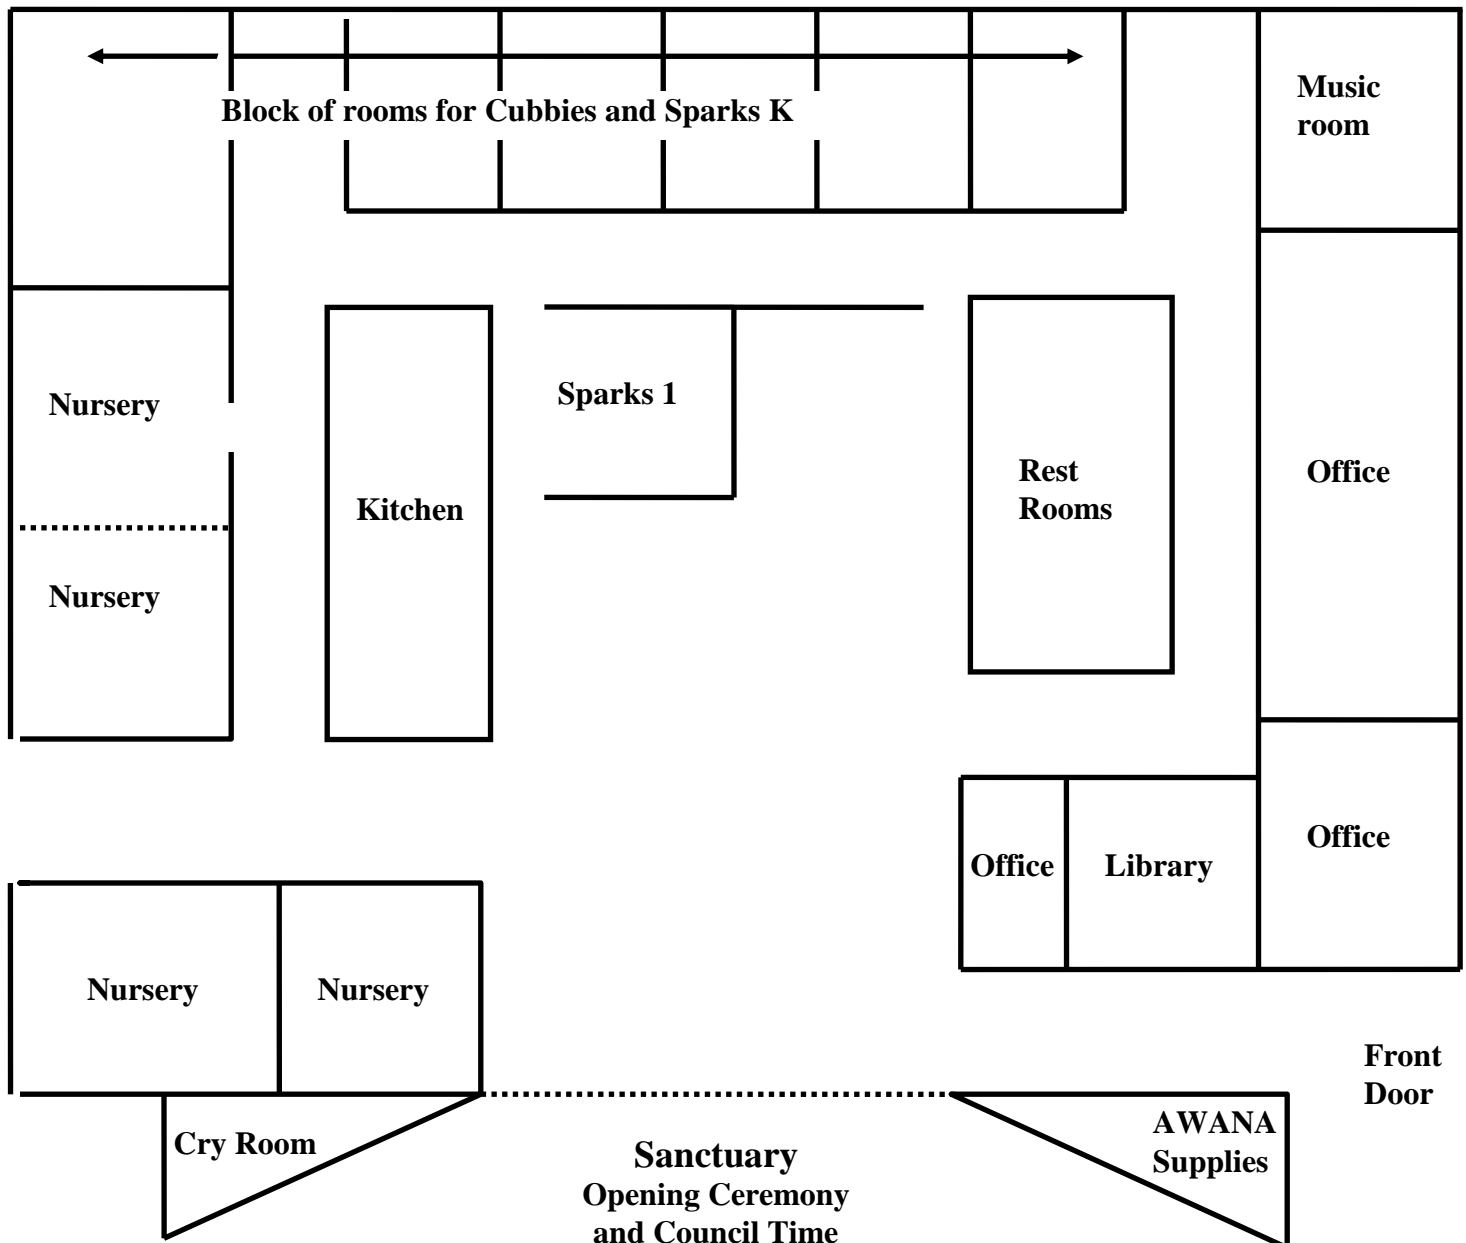 Block of rooms for Cubbies and Sparks K
Music
room
Nursery
Sparks 1
Kitchen
Rest
Rooms
Office
Nursery
Office
Office
Library
Nursery
Nursery
Front
Door
Cry Room
AWANA
Supplies
Sanctuary
Opening Ceremony
and Council Time